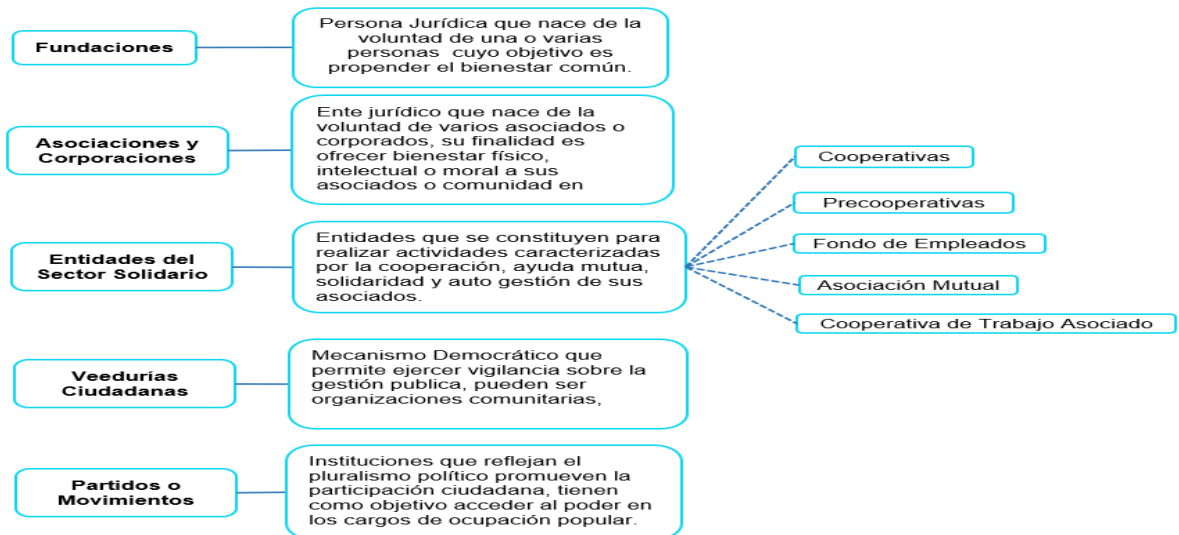 Fundaciones
Persona Jurídica que nace de la
voluntad de una o varias
personas cuyo objetivo es
propender el bienestar común.
Asociaciones y
Corporaciones
Ente jurídico que nace de la
voluntad de varios asociados o
corporados, su finalidad es
ofrecer bienestar físico,
intelectual o moral a sus
asociados o comunidad en
Entidades del
Sector Solidario
Entidades que se constituyen para
realizar actividades caracterizadas
por la cooperación, ayuda mutua,
solidaridad y auto gestión de sus
asociados.
Cooperativas
Precooperativas
Fondo de Empleados
Asociación Mutual
Cooperativa de Trabajo Asociado
Veedurías
Ciudadanas
Mecanismo Democrático que
permite ejercer vigilancia sobre la
gestión publica, pueden ser
organizaciones comunitarias,
Partidos o
Movimientos
Instituciones que reflejan el
pluralismo político promueven la
participación ciudadana, tienen
como objetivo acceder al poder en
los cargos de ocupación popular.